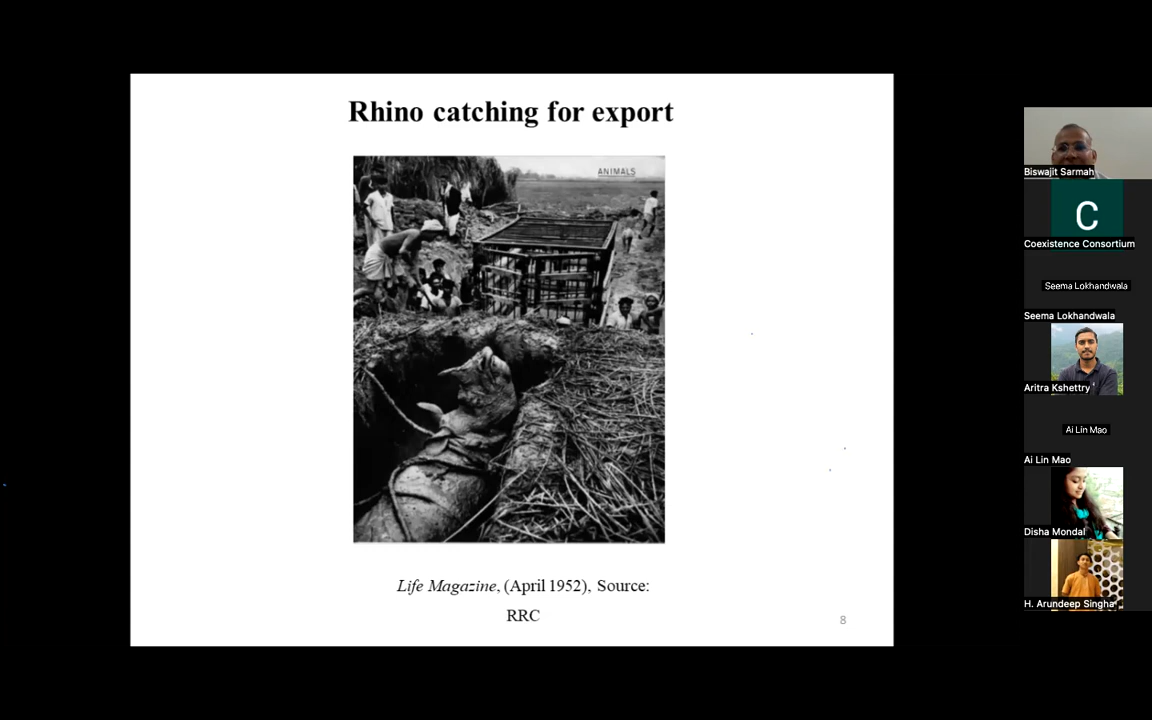 Rhino catching for export
ANIMALS
Life Magazine, (April 1952), Source:
RRC
8
Biswajit Sarmah
C
Coexistence Consortium
Seema Lokhandwala
Seema Lokhandwala
Aritra Kshettry
Ai Lin Mao
Ai Lin Mao
Disha Mondal
H. Arundeep Singha